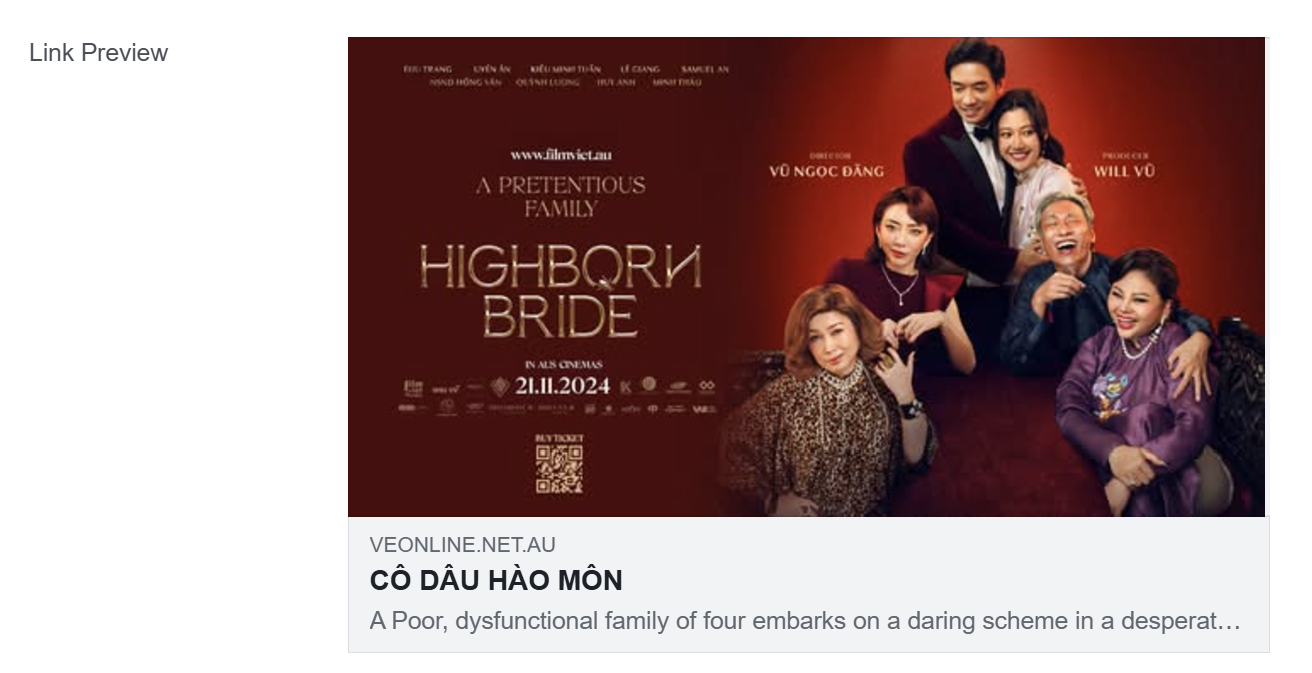 Link Preview
THU TRANG UYỂN ÂN KIỀU MINH TUẤN LÊ GIANG SAMUEL AN
NSND HỒNG VÂN QUỲNH LƯƠNG HUY ANH MINH THẢO
www.filmviet.au
A PRETENTIOUS
FAMILY
HIGHBORN
BRIDE
IN AUS CINEMAS
21.11.2024
BUY TICKET
DIRECTOR
VŨ NGỌC ĐÃNG
PRODUCER
WILL VŨ
VEONLINE.NET.AU
CÔ DÂU HÀO MÔN
A Poor, dysfunctional family of four embarks on a daring scheme in a desperat…